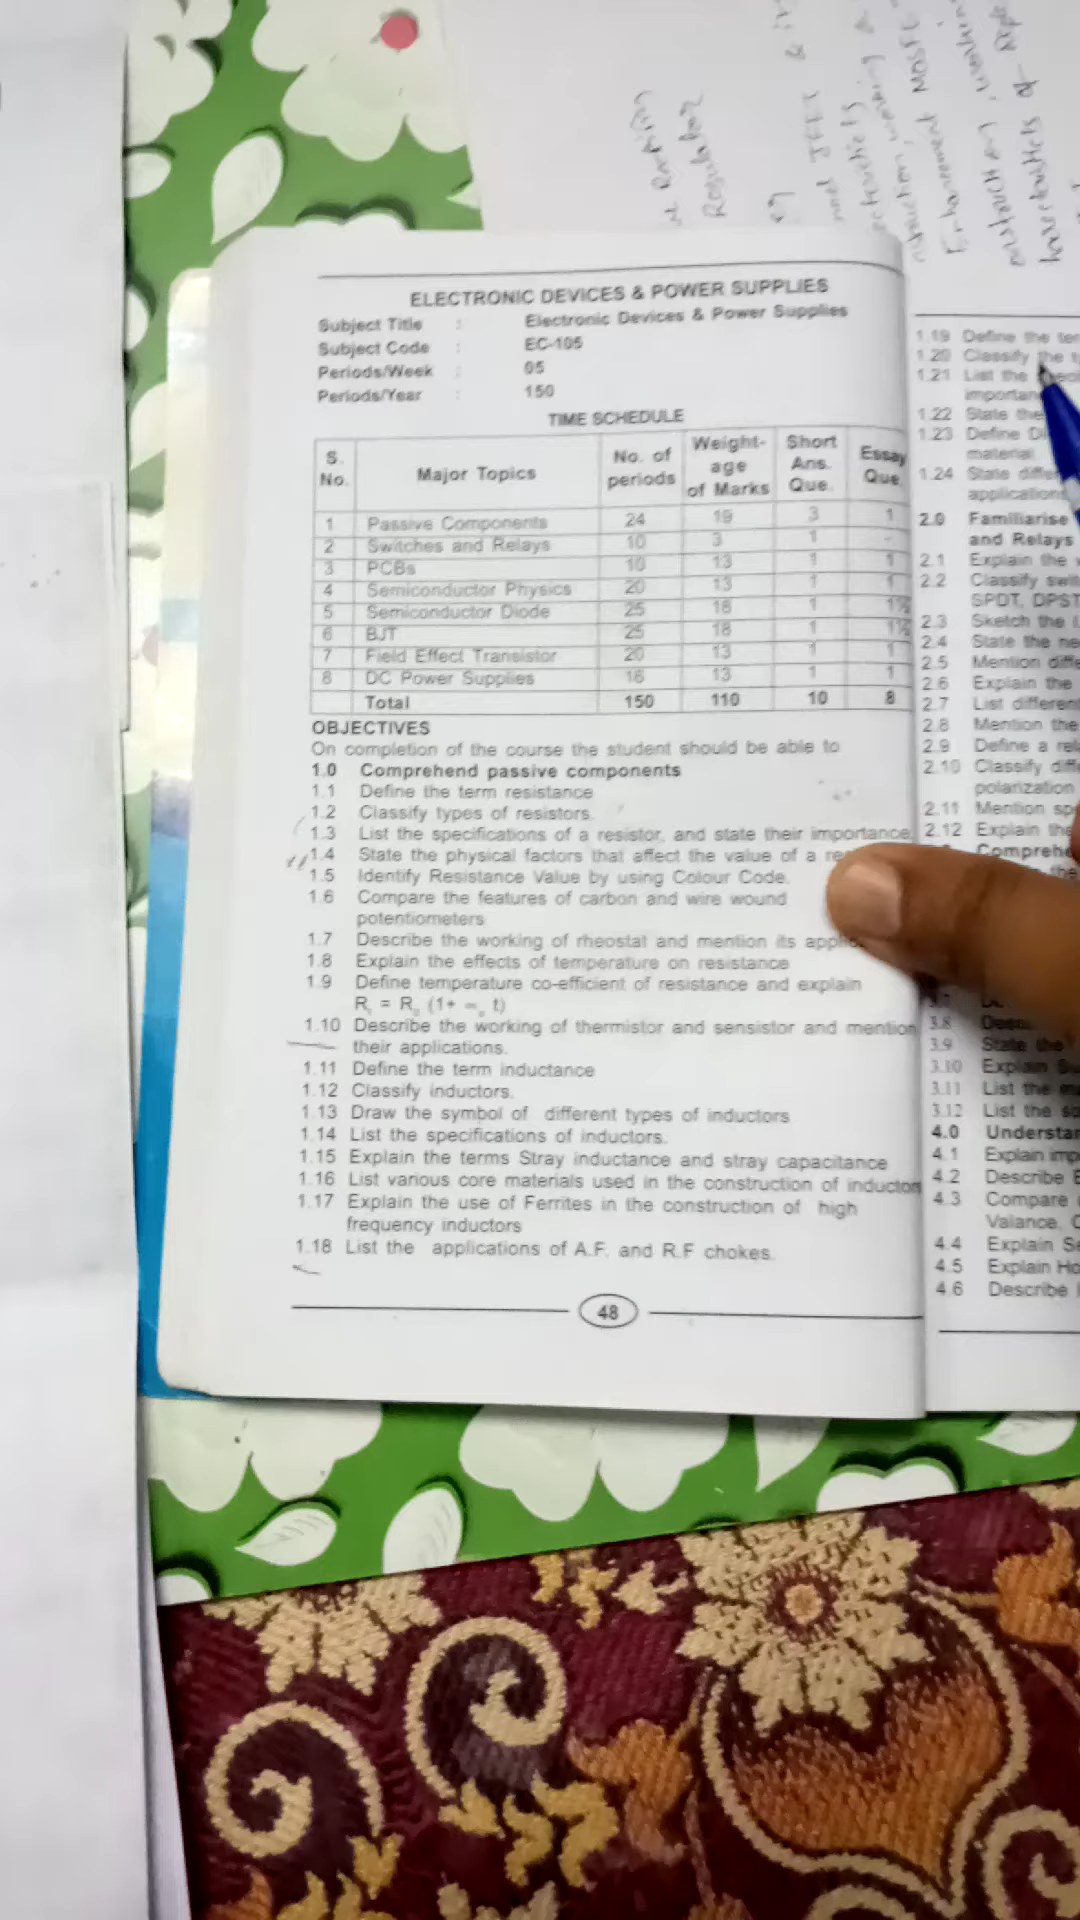 ELECTRONIC DEVICES & POWER SUPPLIES
Subject Title : Electronic Devices & Power Supplies
Subject Code : EC-105
Periods/Week : 05
Periods/Year : 150
TIME SCHEDULE
S. No. Major Topics No. of periods Weight-age of Marks Short Ans. Que. Essay Que.
1 Passive Components 24 19 3 1
2 Switches and Relays 10 3 1 -
3 PCBs 10 13 1 1
4 Semiconductor Physics 20 13 1 1
5 Semiconductor Diode 25 18 1 1½
6 BJT 25 18 1 1½
7 Field Effect Transistor 20 13 1 1
8 DC Power Supplies 16 13 1 1
Total 150 110 10 8
OBJECTIVES
On completion of the course the student should be able to
1.0 Comprehend passive components
1.1 Define the term resistance
1.2 Classify types of resistors.
1.3 List the specifications of a resistor, and state their importance.
1.4 State the physical factors that affect the value of a
1.5 Identify Resistance Value by using Colour Code.
1.6 Compare the features of carbon and wire wound
potentiometers
1.7 Describe the working of rheostat and mention its
1.8 Explain the effects of temperature on resistance
1.9 Define temperature co-efficient of resistance and explain
1.10 Describe the working of thermistor and sensistor and mention
their applications.
1.11 Define the term inductance
1.12 Classify inductors.
1.13 Draw the symbol of different types of inductors
1.14 List the specifications of inductors.
1.15 Explain the terms Stray inductance and stray capacitance
1.16 List various core materials used in the construction of inductors
1.17 Explain the use of Ferrites in the construction of high
frequency inductors
1.18 List the applications of A.F. and R.F chokes.
48
1.19 Define the
1.20 Classify the
1.21 List the
1.22 State the
1.23 Define
material
1.24 State
applications
2.0 Familiarise
and Relays
2.1 Explain the
2.2 Classify
SPDT, DPST
2.3 Sketch the
2.4 State the
2.5 Mention
2.6 Explain the
2.7 List different
2.8 Mention the
2.9 Define a
2.10 Classify
polarization
2.11 Mention
2.12 Explain the
the
3.8
3.9 State the
3.10 Explain
3.11 List the
3.12 List the
4.0
4.1 Explain
4.2 Describe
4.3 Compare
Valance,
4.4 Explain
4.5 Explain
4.6 Describe
Regulator
JFET
Enhancement MOSFET